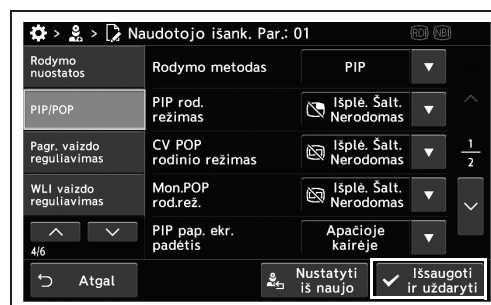 > > Naudotojo išank. Par.: 01 RDI NBI
Rodymo
nuostatos
Rodymo metodas PIP
PIP/POP
PIP rod.
režimas
Išplė. Šalt.
Nerodomas
Pagr. vaizdo
reguliavimas
CV POP
rodinio režimas
Išplė. Šalt.
Nerodomas
1
2
WLI vaizdo
reguliavimas
Mon.POP
rod.rež.
Išplė. Šalt.
Nerodomas
4/6
PIP pap. ekr.
padėtis
Apačioje
kairėje
Atgal
Nustatyti
iš naujo
Išsaugoti
ir uždaryti